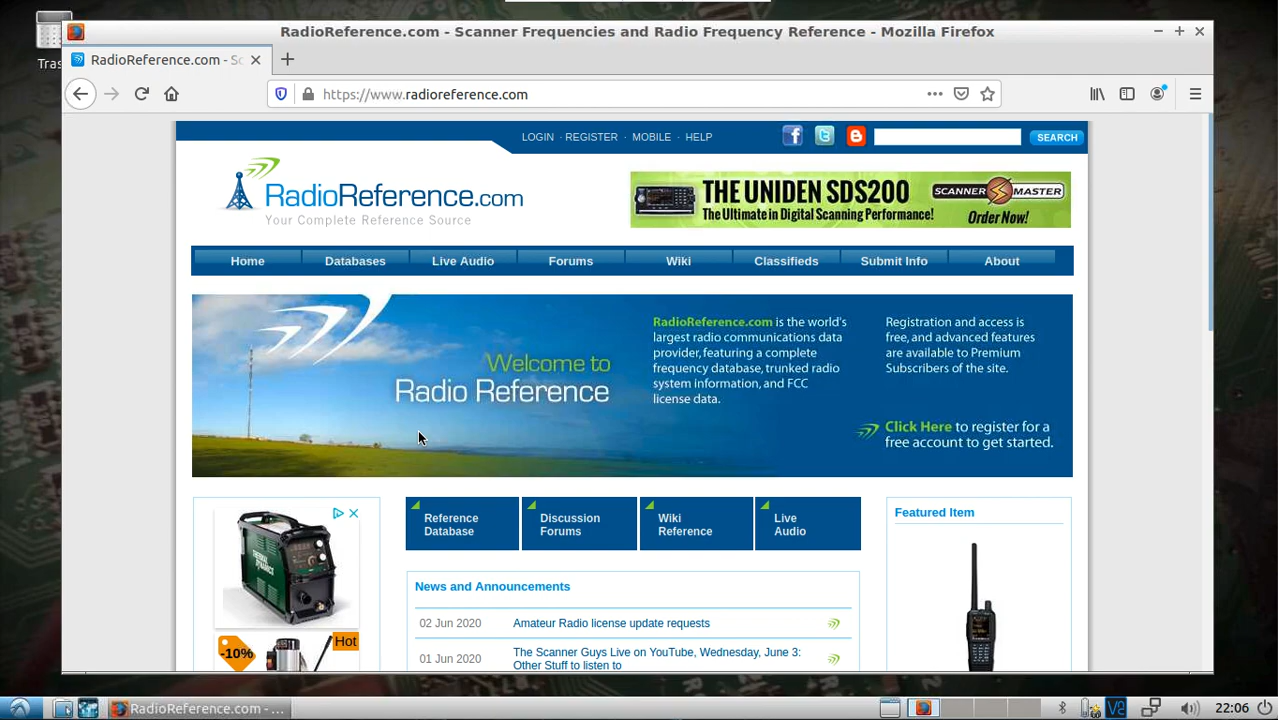 RadioReference.com - Scanner Frequencies and Radio Frequency Reference - Mozilla Firefox
RadioReference.com - Sc
https://www.radioreference.com
LOGIN · REGISTER · MOBILE · HELP
SEARCH
RadioReference.com
Your Complete Reference Source
THE UNIDEN SDS200
The Ultimate in Digital Scanning Performance!
SCANNER MASTER
Order Now!
Home
Databases
Live Audio
Forums
Wiki
Classifieds
Submit Info
About
Welcome to
Radio Reference
RadioReference.com is the world's
largest radio communications data
provider, featuring a complete
frequency database, trunked radio
system information, and FCC
license data.
Registration and access is
free, and advanced features
are available to Premium
Subscribers of the site.
Click Here to register for a
free account to get started.
Hot
-10%
Reference
Database
Discussion
Forums
Wiki
Reference
Live
Audio
News and Announcements
02 Jun 2020 Amateur Radio license update requests
01 Jun 2020 The Scanner Guys Live on YouTube, Wednesday, June 3:
Other Stuff to listen to
Featured Item
RadioReference.com - ...
22:06